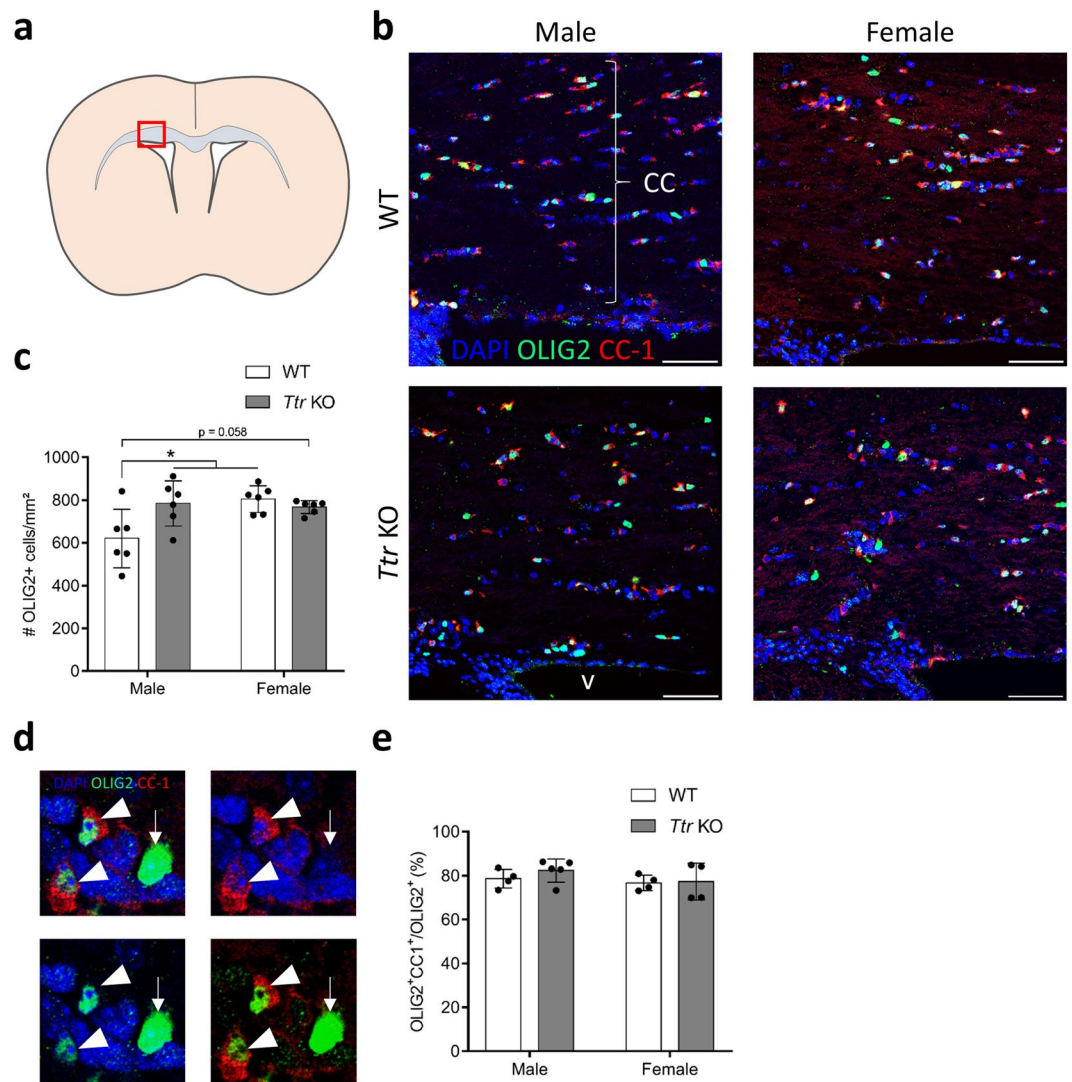 a
b
Male
Female
WT
CC
DAPI OLIG2 CC-1
Ttr KO
V
c
WT
Ttr KO
p = 0.058
*
# OLIG2+ cells/mm²
1000
800
600
400
200
0
Male
Female
d
DAPI OLIG2 CC-1
e
WT
Ttr KO
OLIG2⁺CC1⁺/OLIG2⁺ (%)
100
80
60
40
20
0
Male
Female